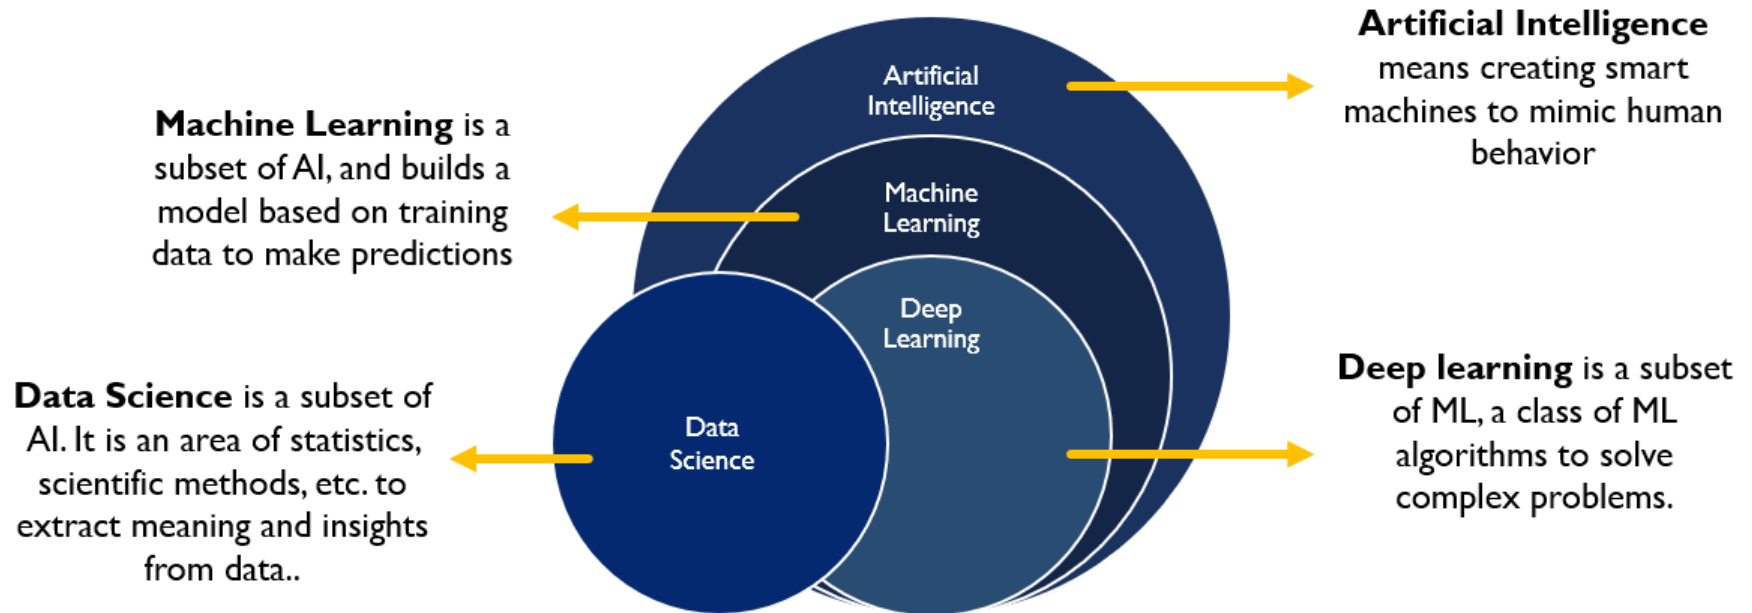 Artificial Intelligence
means creating smart
machines to mimic human
behavior
Artificial
Intelligence
Machine Learning is a
subset of AI, and builds a
model based on training
data to make predictions
Machine
Learning
Deep
Learning
Data Science is a subset of
AI. It is an area of statistics,
scientific methods, etc. to
extract meaning and insights
from data..
Data
Science
Deep learning is a subset
of ML, a class of ML
algorithms to solve
complex problems.